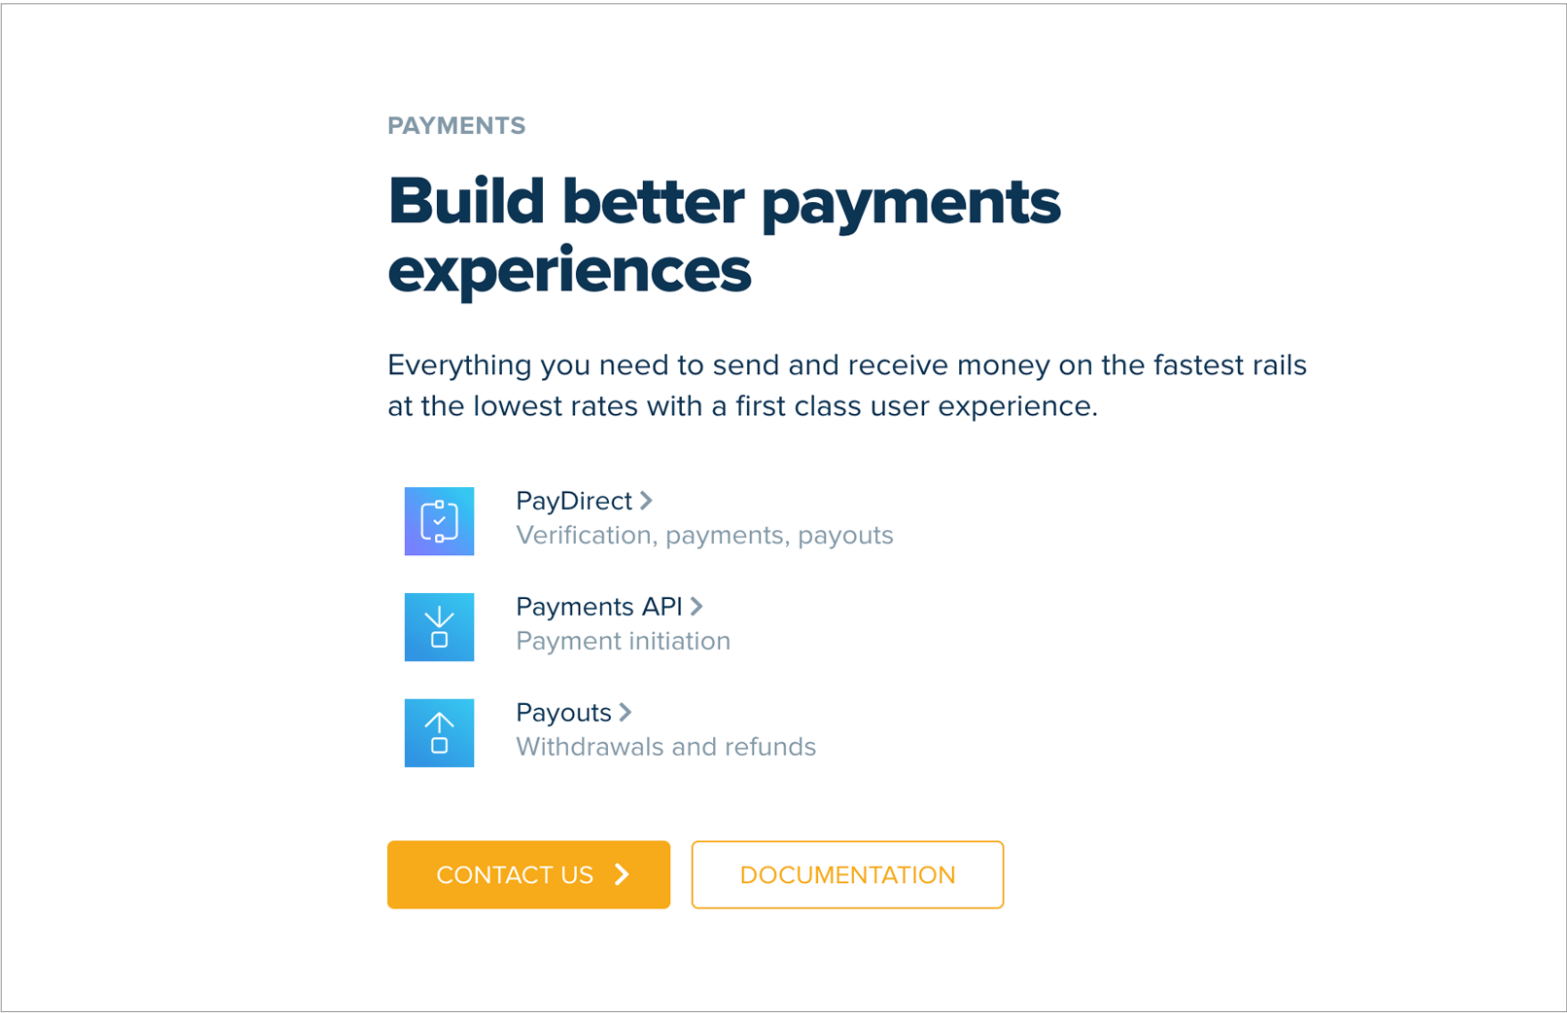 PAYMENTS
Build better payments
experiences
Everything you need to send and receive money on the fastest rails
at the lowest rates with a first class user experience.
PayDirect
Verification, payments, payouts
Payments API
Payment initiation
Payouts
Withdrawals and refunds
CONTACT US
DOCUMENTATION